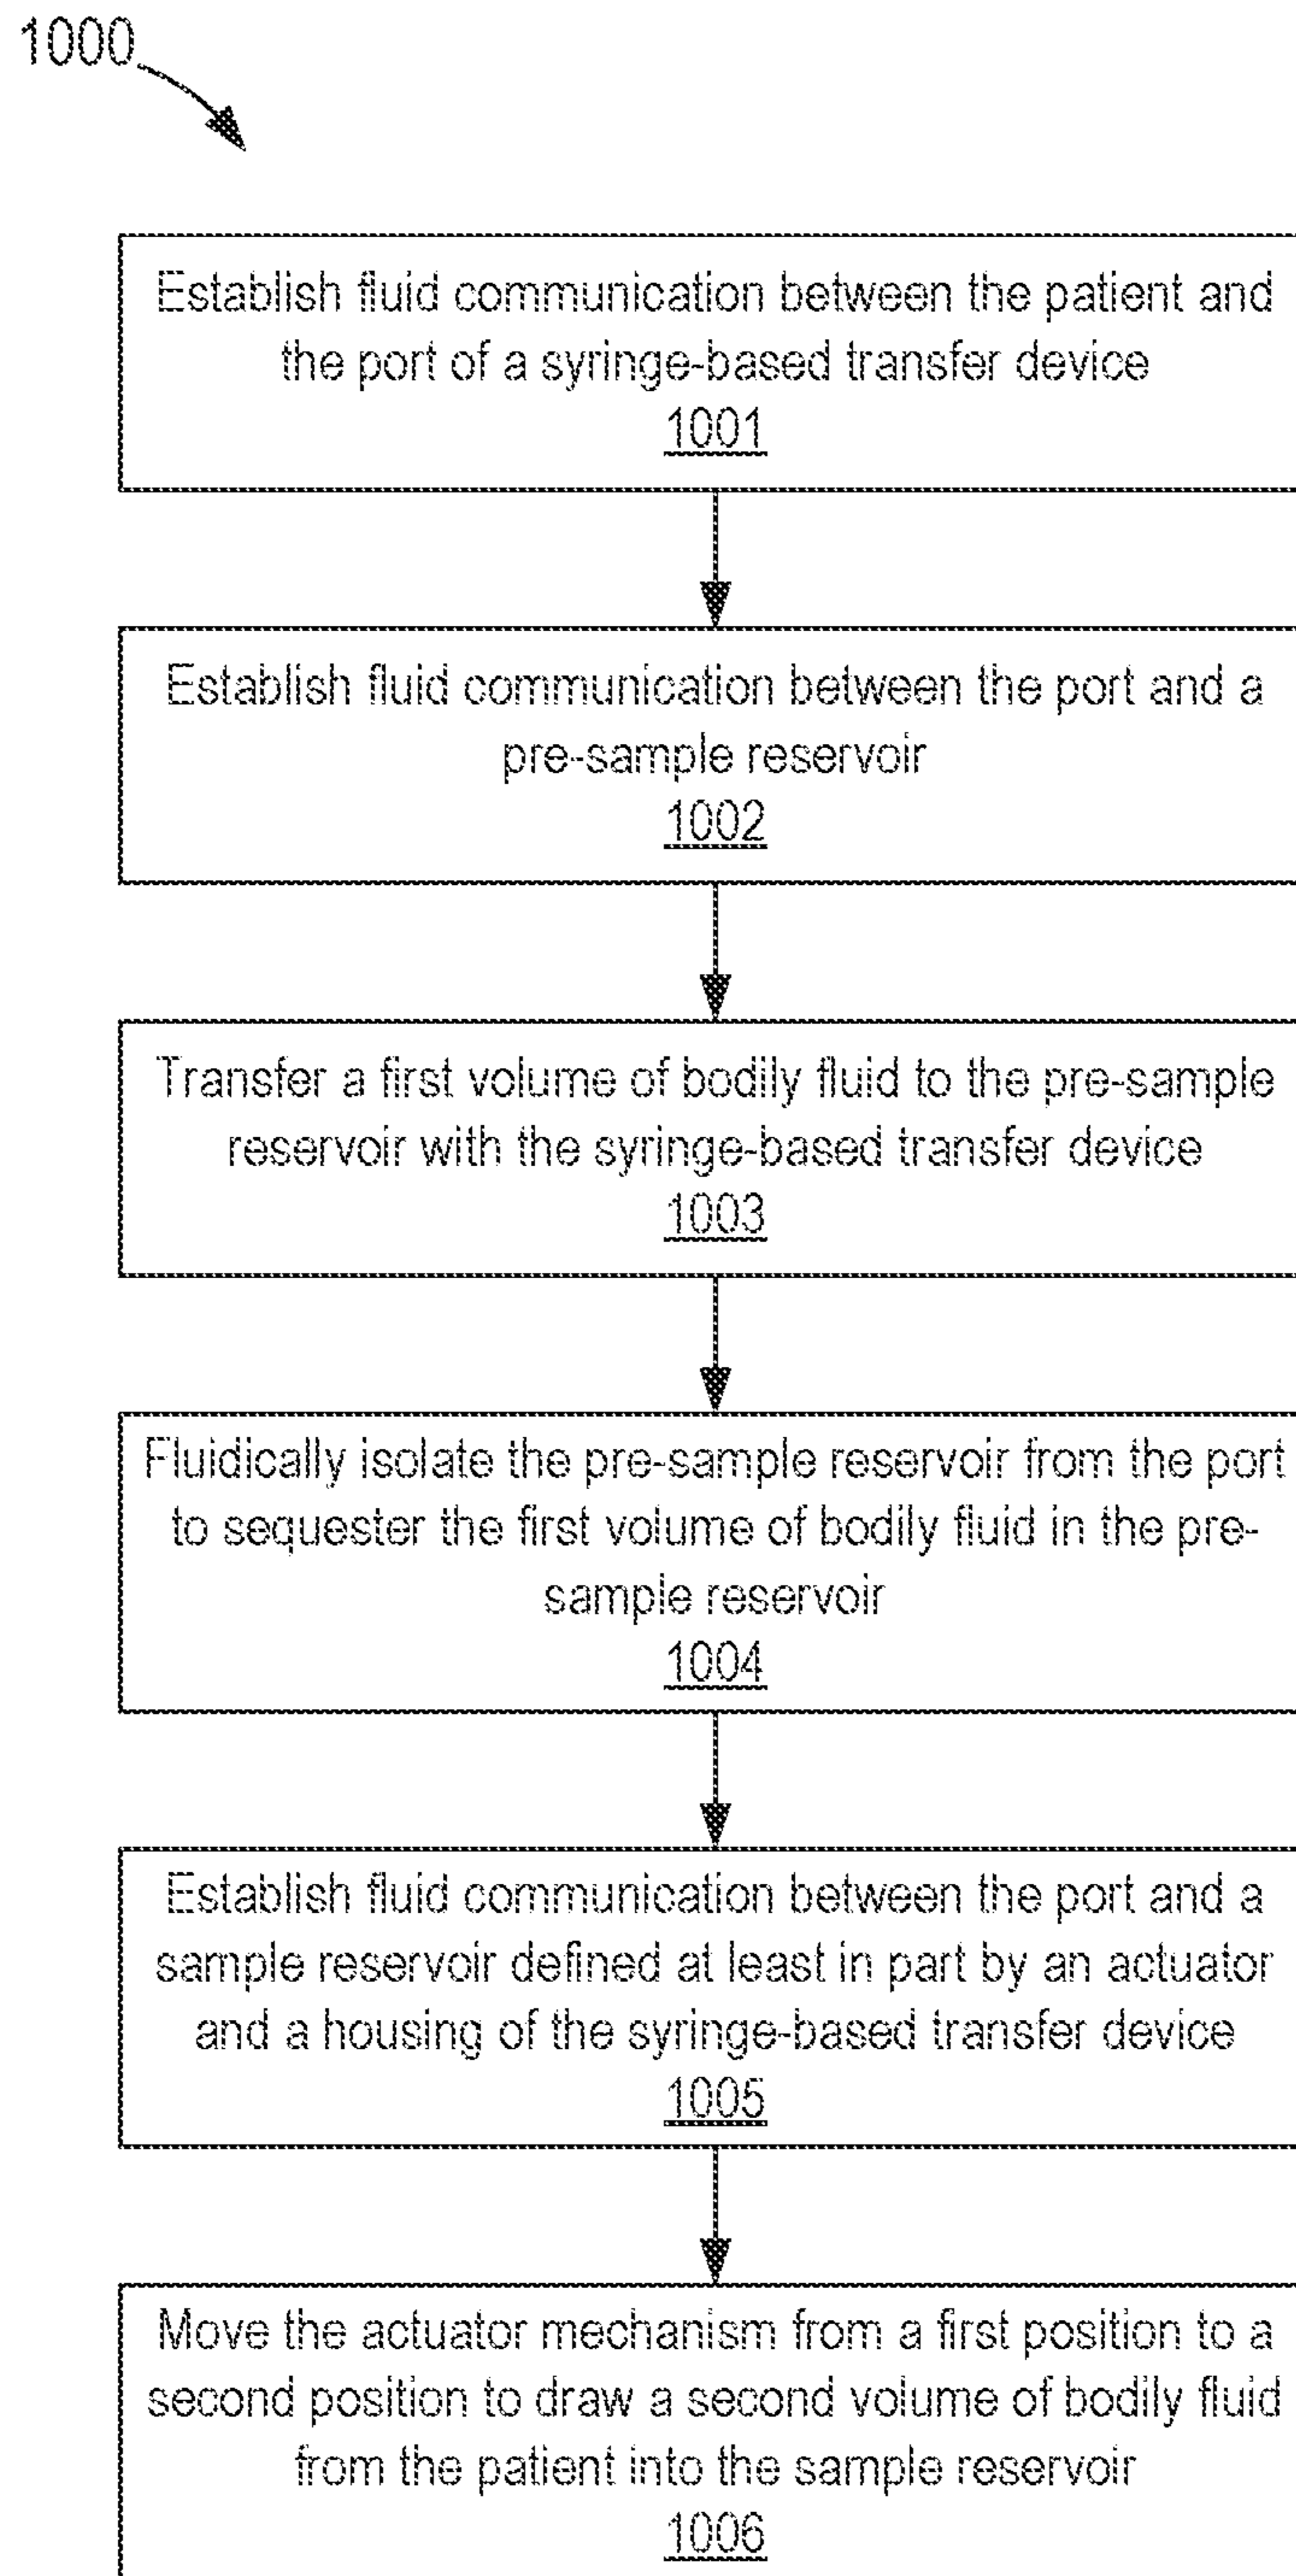 1000
Establish fluid communication between the patient and
the port of a syringe-based transfer device
1001
Establish fluid communication between the port and a
pre-sample reservoir
1002
Transfer a first volume of bodily fluid to the pre-sample
reservoir with the syringe-based transfer device
1003
Fluidically isolate the pre-sample reservoir from the port
to sequester the first volume of bodily fluid in the pre-
sample reservoir
1004
Establish fluid communication between the port and a
sample reservoir defined at least in part by an actuator
and a housing of the syringe-based transfer device
1005
Move the actuator mechanism from a first position to a
second position to draw a second volume of bodily fluid
from the patient into the sample reservoir
1006